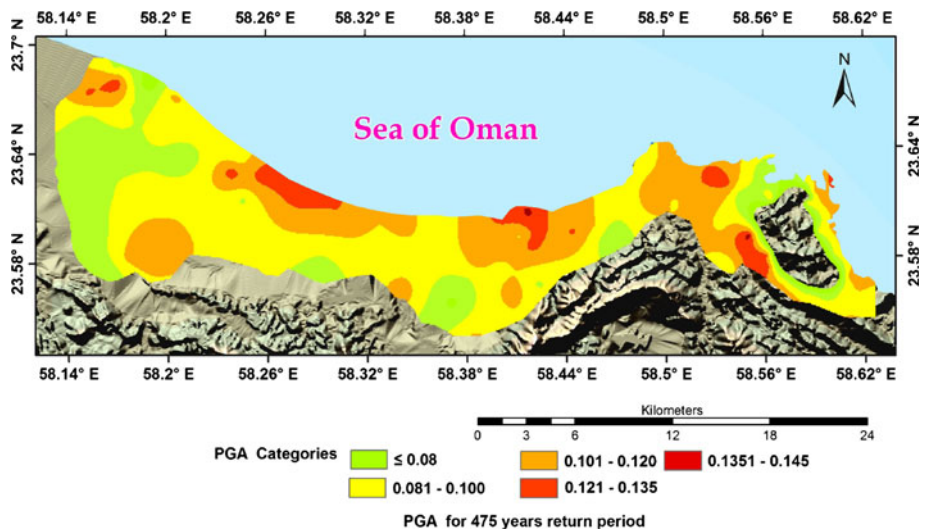 58.14° E 58.2° E 58.26° E 58.32° E 58.38° E 58.44° E 58.5° E 58.56° E 58.62° E
23.7° N
N
Sea of Oman
23.64° N 23.64° N
23.58° N 23.58° N
58.14° E 58.2° E 58.26° E 58.32° E 58.38° E 58.44° E 58.5° E 58.56° E 58.62° E
Kilometers
0 3 6 12 18 24
PGA Categories
≤ 0.08 0.101 - 0.120 0.1351 - 0.145
0.081 - 0.100 0.121 - 0.135
PGA for 475 years return period